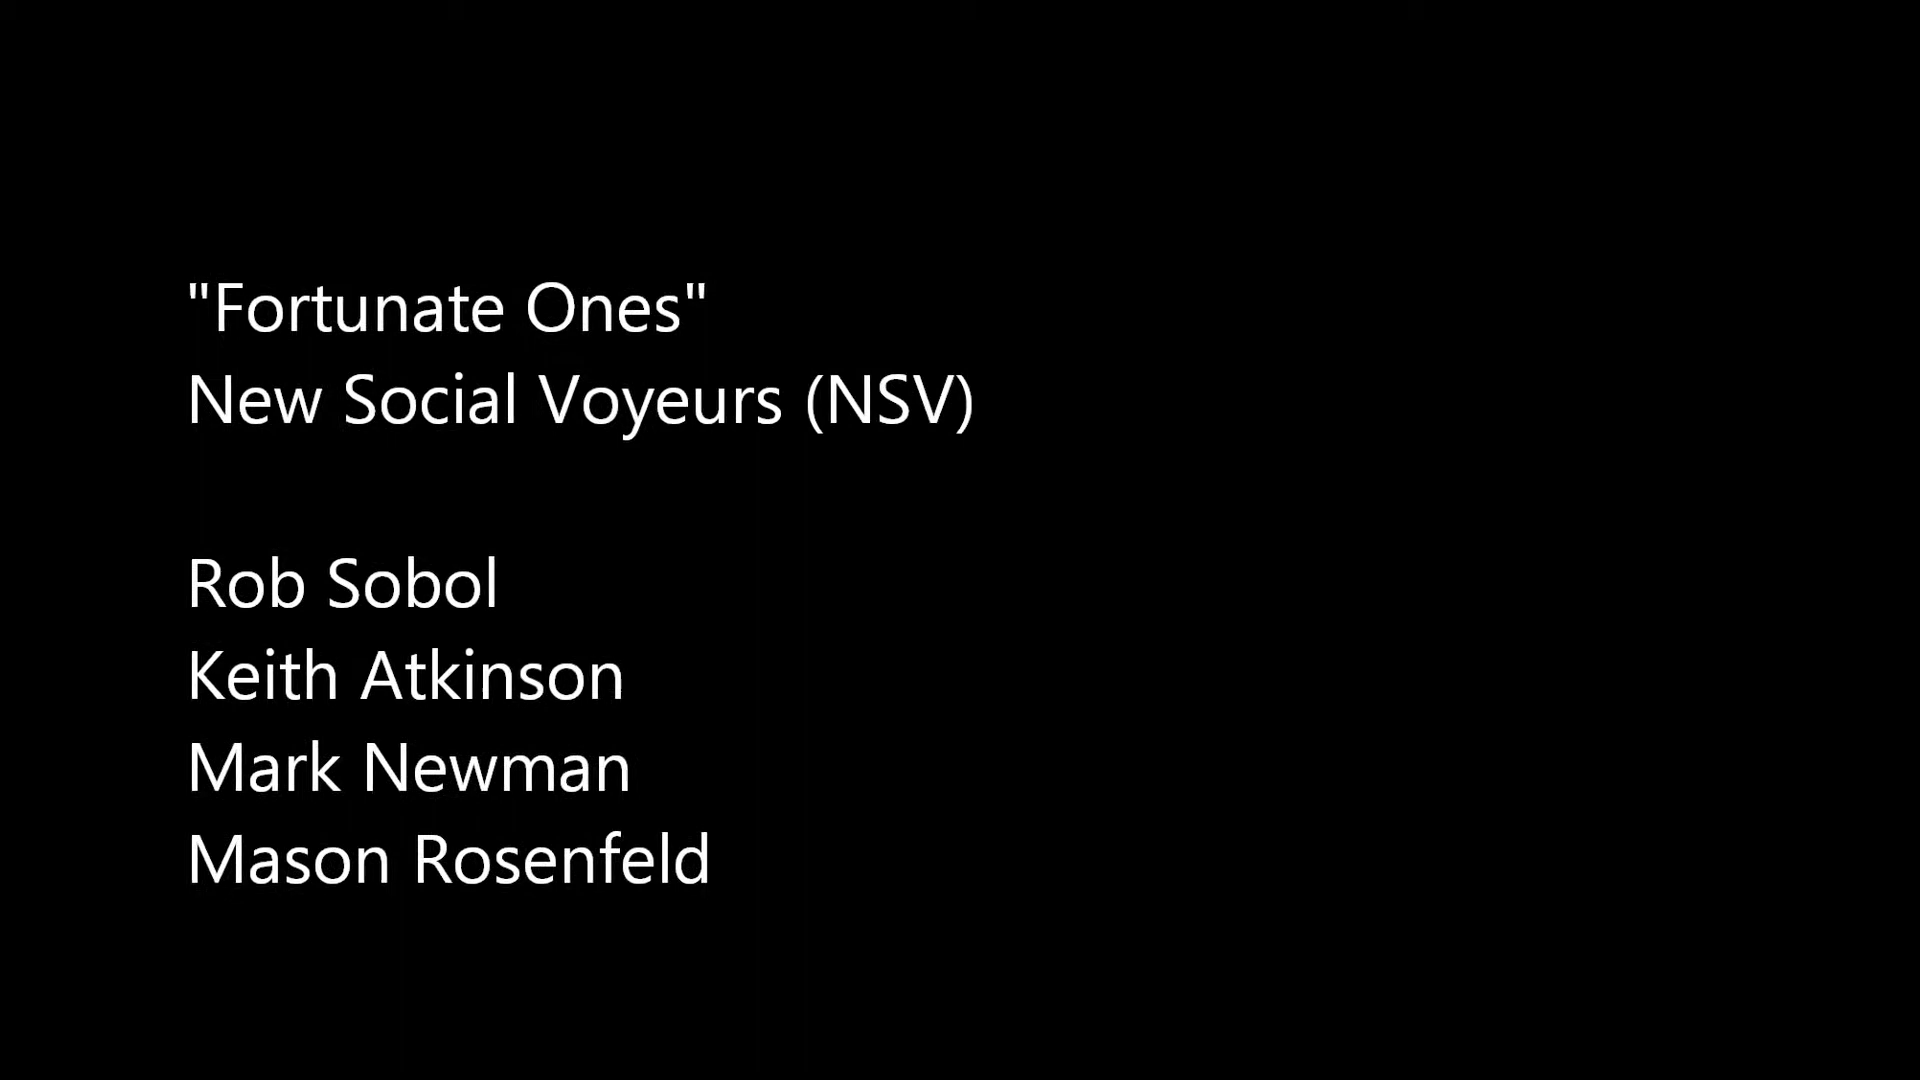 "Fortunate Ones"
New Social Voyeurs (NSV)
Rob Sobol
Keith Atkinson
Mark Newman
Mason Rosenfeld